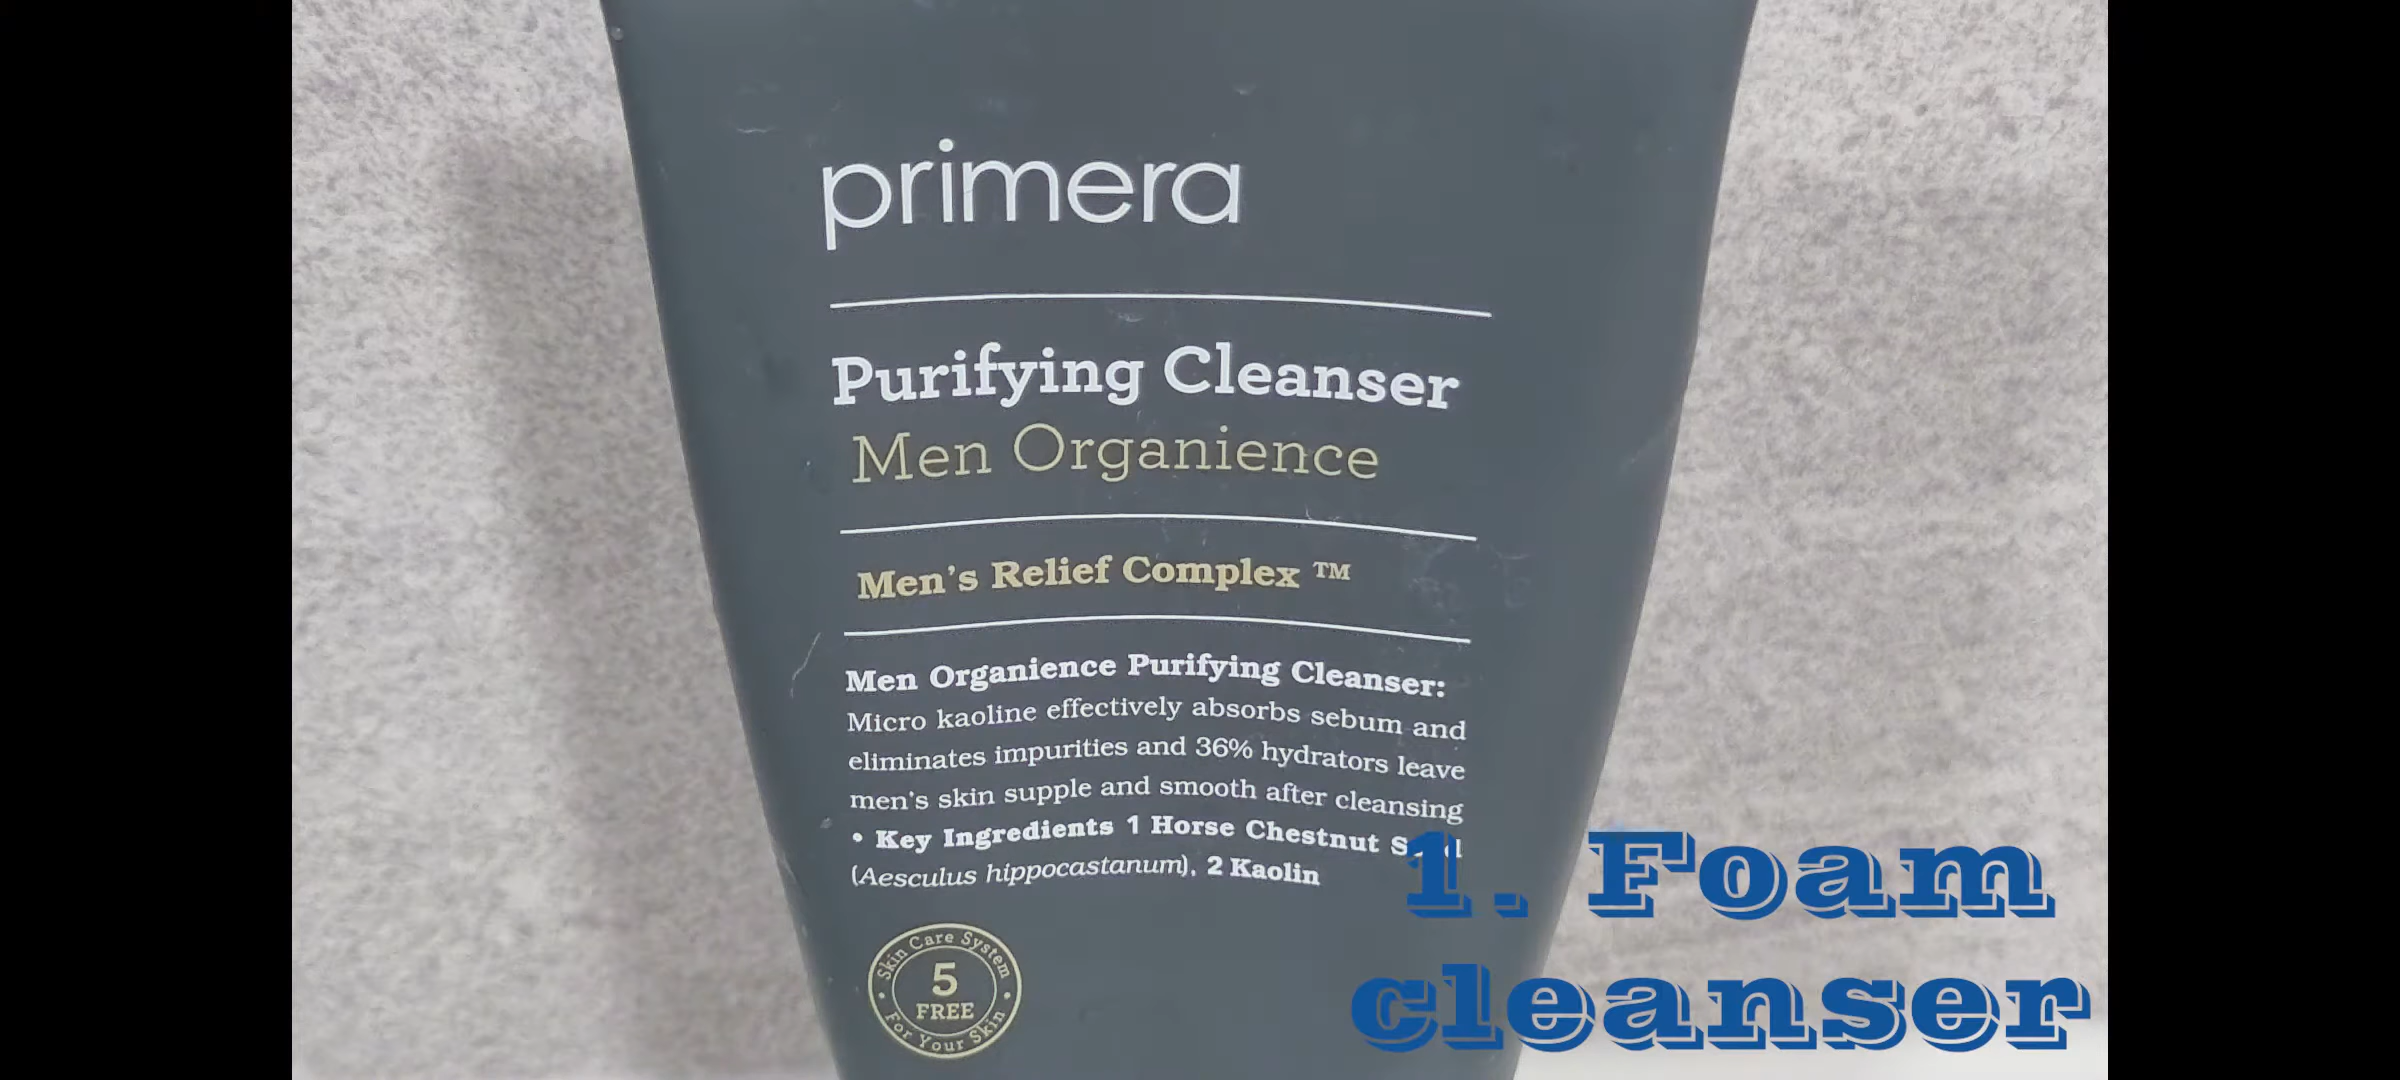 primera
Purifying Cleanser
Men Organience
Men's Relief Complex ™
Men Organience Purifying Cleanser:
Micro kaoline effectively absorbs sebum and
eliminates impurities and 36% hydrators leave
men's skin supple and smooth after cleansing
• Key Ingredients 1 Horse Chestnut
(Aesculus hippocastanum), 2 Kaolin
Skin Care System
5
FREE
For Your Skin
1. Foam
cleanser